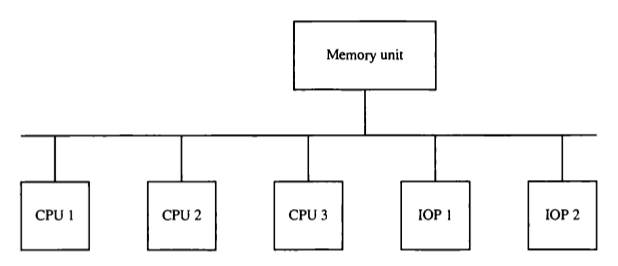 Memory unit
CPU 1
CPU 2
CPU 3
IOP 1
IOP 2